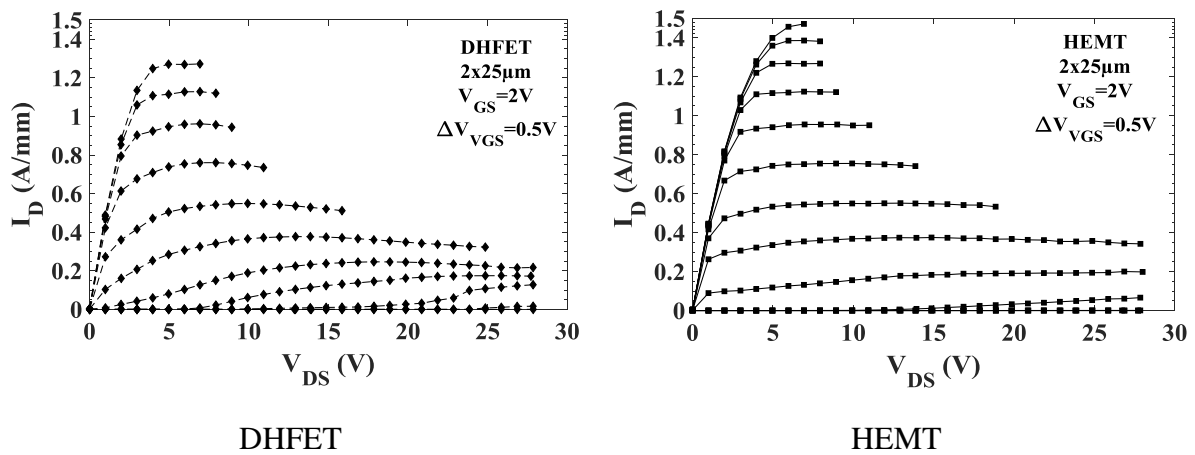 1.5
1.4
1.2
1
0.8
0.6
0.4
0.2
0
I_D (A/mm)
DHFET
2x25μm
V_GS=2V
ΔV_VGS=0.5V
0 5 10 15 20 25 30
V_DS (V)
DHFET
1.5
1.4
1.2
1
0.8
0.6
0.4
0.2
0
I_D (A/mm)
HEMT
2x25μm
V_GS=2V
ΔV_VGS=0.5V
0 5 10 15 20 25 30
V_DS (V)
HEMT